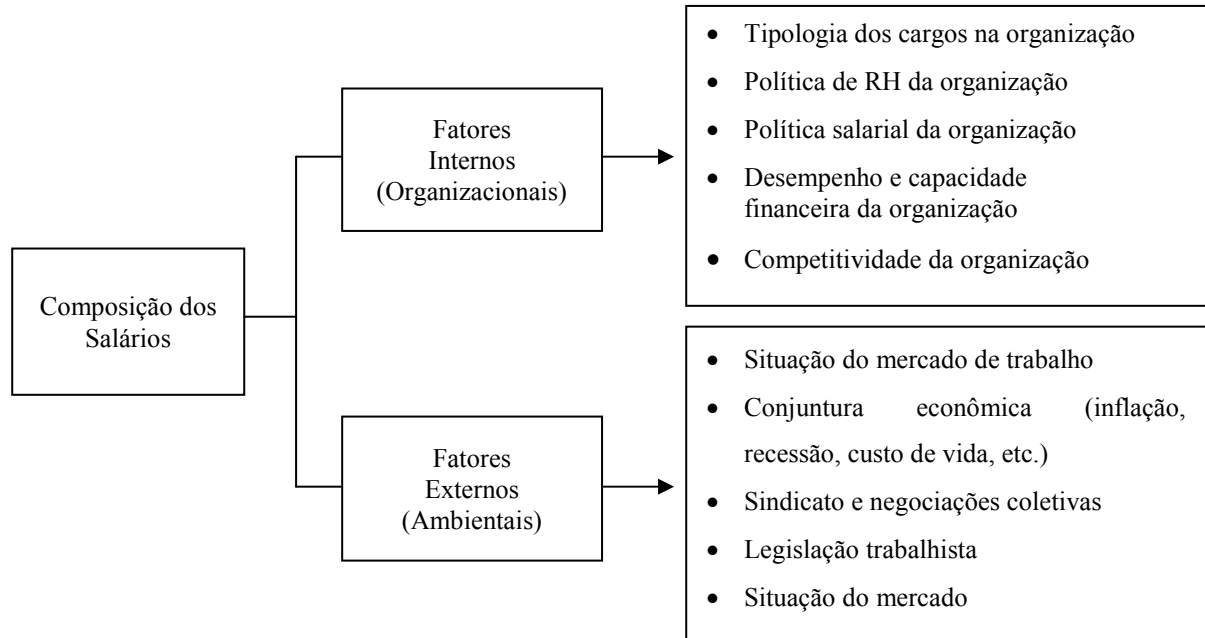 Composição dos
Salários
Fatores
Internos
(Organizacionais)
• Tipologia dos cargos na organização
• Política de RH da organização
• Política salarial da organização
• Desempenho e capacidade
financeira da organização
• Competitividade da organização
Fatores
Externos
(Ambientais)
• Situação do mercado de trabalho
• Conjuntura econômica (inflação,
recessão, custo de vida, etc.)
• Sindicato e negociações coletivas
• Legislação trabalhista
• Situação do mercado